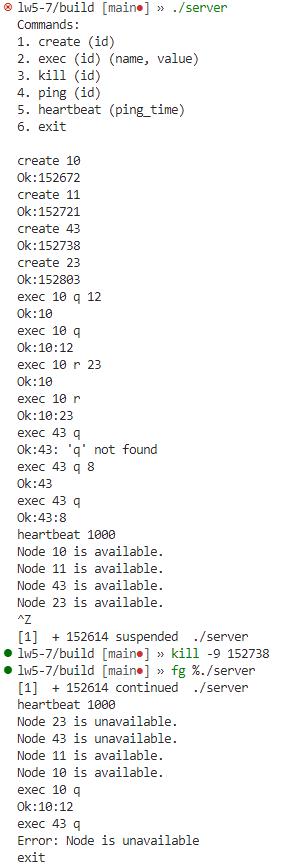 lw5-7/build [main●] » ./server
Commands:
1. create (id)
2. exec (id) (name, value)
3. kill (id)
4. ping (id)
5. heartbeat (ping_time)
6. exit

create 10
Ok:152672
create 11
Ok:152721
create 43
Ok:152738
create 23
Ok:152803
exec 10 q 12
Ok:10
exec 10 q
Ok:10:12
exec 10 r 23
Ok:10
exec 10 r
Ok:10:23
exec 43 q
Ok:43: 'q' not found
exec 43 q 8
Ok:43
exec 43 q
Ok:43:8
heartbeat 1000
Node 10 is available.
Node 11 is available.
Node 43 is available.
Node 23 is available.
^Z
[1]  + 152614 suspended  ./server
lw5-7/build [main●] » kill -9 152738
lw5-7/build [main●] » fg %./server
[1]  + 152614 continued  ./server
heartbeat 1000
Node 23 is unavailable.
Node 43 is unavailable.
Node 11 is available.
Node 10 is available.
exec 10 q
Ok:10:12
exec 43 q
Error: Node is unavailable
exit